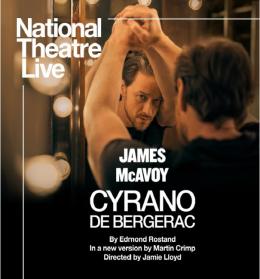 National
Theatre
Live
JAMES
McAVOY
CYRANO
DE BERGERAC
By Edmond Rostand
In a new version by Martin Crimp
Directed by Jamie Lloyd